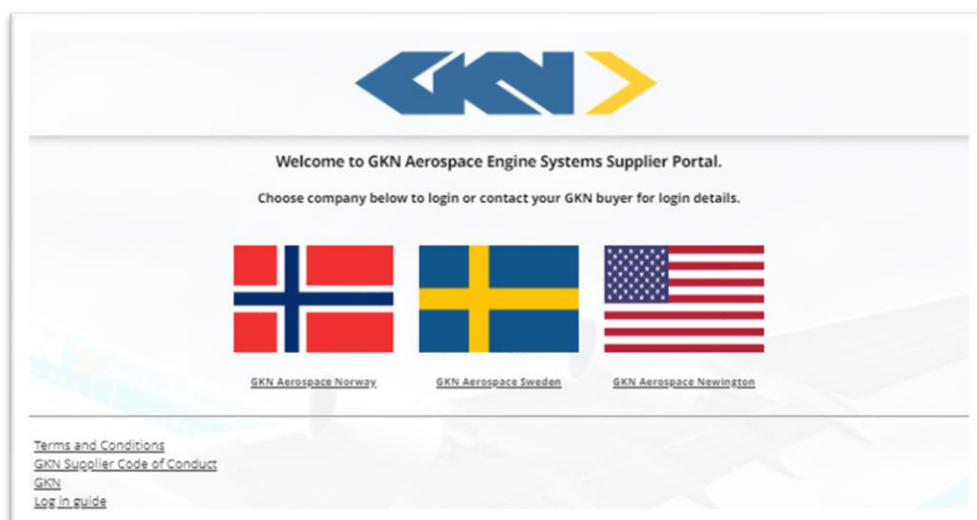 GKN
Welcome to GKN Aerospace Engine Systems Supplier Portal.
Choose company below to login or contact your GKN buyer for login details.
GKN Aerospace Norway GKN Aerospace Sweden GKN Aerospace Newington
Terms and Conditions
GKN Supplier Code of Conduct
GKN
Log in guide